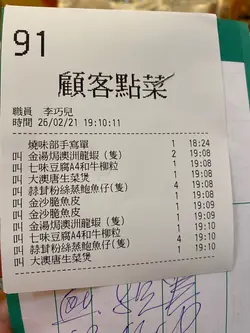 91
顧客點菜
職員 李巧兒
時間 26/02/21 19:10:11
燒味部手寫單 1 18:24
叫 金湯焗澳洲龍蝦(隻) 2 19:08
叫 七味豆腐A4和牛柳粒 1 19:08
叫 大澳唐生菜煲 1 19:08
叫 蒜茸粉絲蒸鮑魚仔(隻) 4 19:08
叫 金沙脆魚皮 1 19:09
叫 金沙脆魚皮 1 19:09
叫 金湯焗澳洲龍蝦(隻) 1 19:09
叫 七味豆腐A4和牛柳粒 1 19:10
叫 蒜茸粉絲蒸鮑魚仔(隻) 4 19:10
叫 大澳唐生菜煲 1 19:10